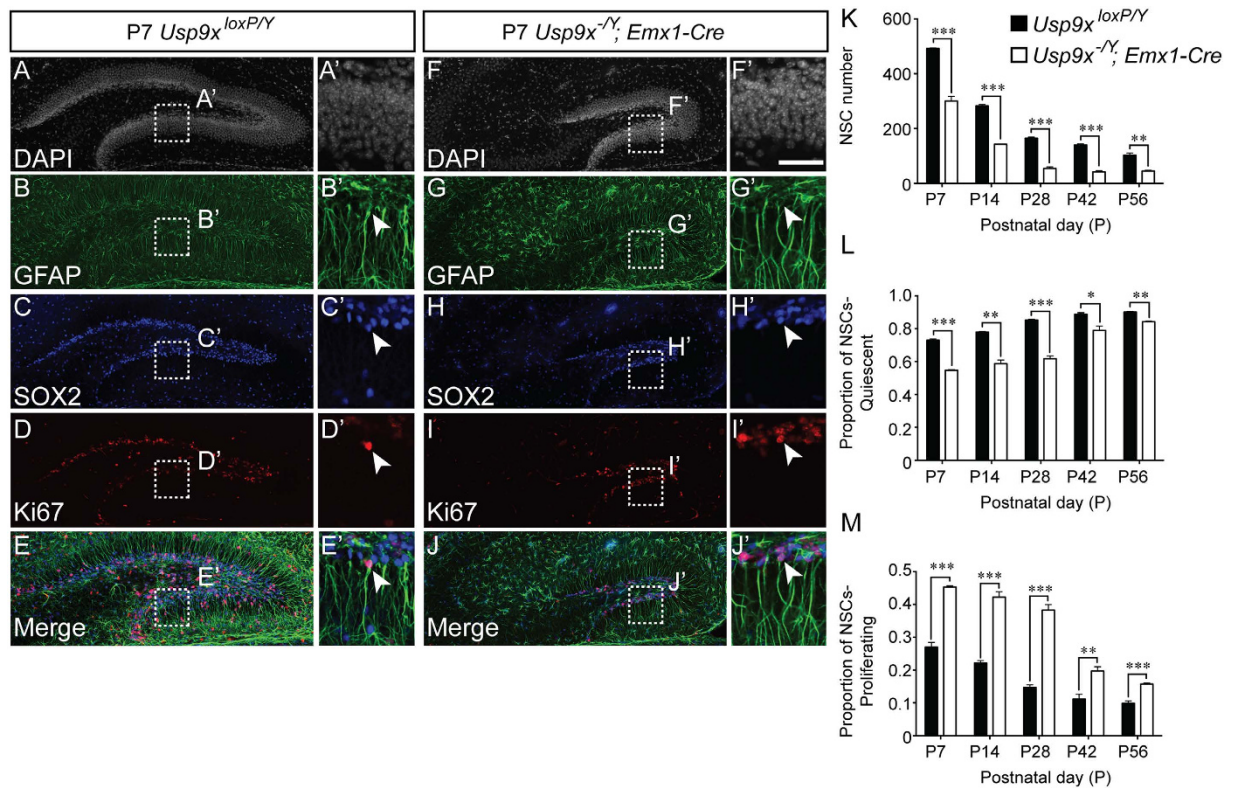 P7 Usp9x loxP/Y
P7 Usp9x -/Y; Emx1-Cre
A
A'
DAPI
A'
F
F'
DAPI
F'
B
B'
GFAP
B'
G
G'
GFAP
G'
C
C'
SOX2
C'
H
H'
SOX2
H'
D
D'
Ki67
D'
I
I'
Ki67
I'
E
E'
Merge
E'
J
J'
Merge
J'
K
Usp9x loxP/Y
Usp9x -/Y; Emx1-Cre
NSC number
600
400
200
0
*** *** *** *** **
P7 P14 P28 P42 P56
Postnatal day (P)
L
Proportion of NSCs-
Quiescent
1.0
0.8
0.6
0.4
0.2
0
*** ** *** * **
P7 P14 P28 P42 P56
Postnatal day (P)
M
Proportion of NSCs-
Proliferating
0.5
0.4
0.3
0.2
0.1
0
*** *** *** ** ***
P7 P14 P28 P42 P56
Postnatal day (P)